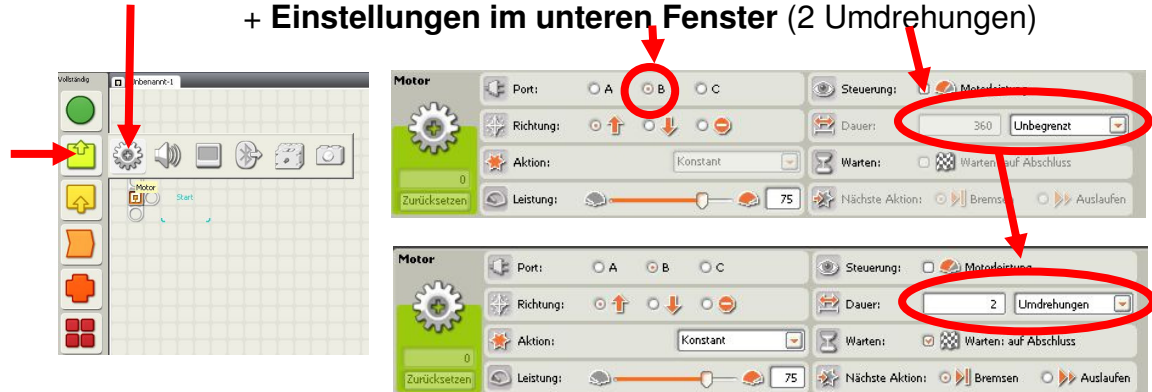 + Einstellungen im unteren Fenster (2 Umdrehungen)
Vollständig
Unbenannt-1
Motor
Start
Motor
0
Zurücksetzen
Port: A B C
Richtung:
Aktion: Konstant
Leistung: 75
Steuerung: Motorleistung
Dauer: 360 Unbegrenzt
Warten: Warten: auf Abschluss
Nächste Aktion: Bremsen Auslaufen
Motor
0
Zurücksetzen
Port: A B C
Richtung:
Aktion: Konstant
Leistung: 75
Steuerung: Motorleistung
Dauer: 2 Umdrehungen
Warten: Warten: auf Abschluss
Nächste Aktion: Bremsen Auslaufen